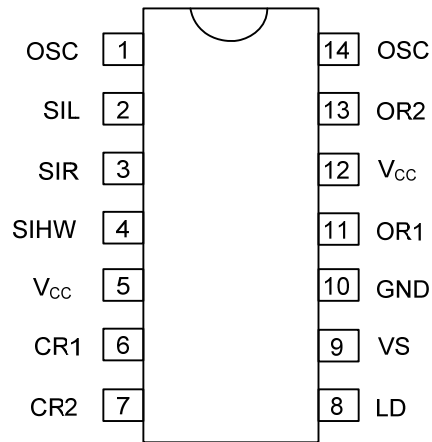 OSC 1 14 OSC
SIL 2 13 OR2
SIR 3 12 VCC
SIHW 4 11 OR1
VCC 5 10 GND
CR1 6 9 VS
CR2 7 8 LD